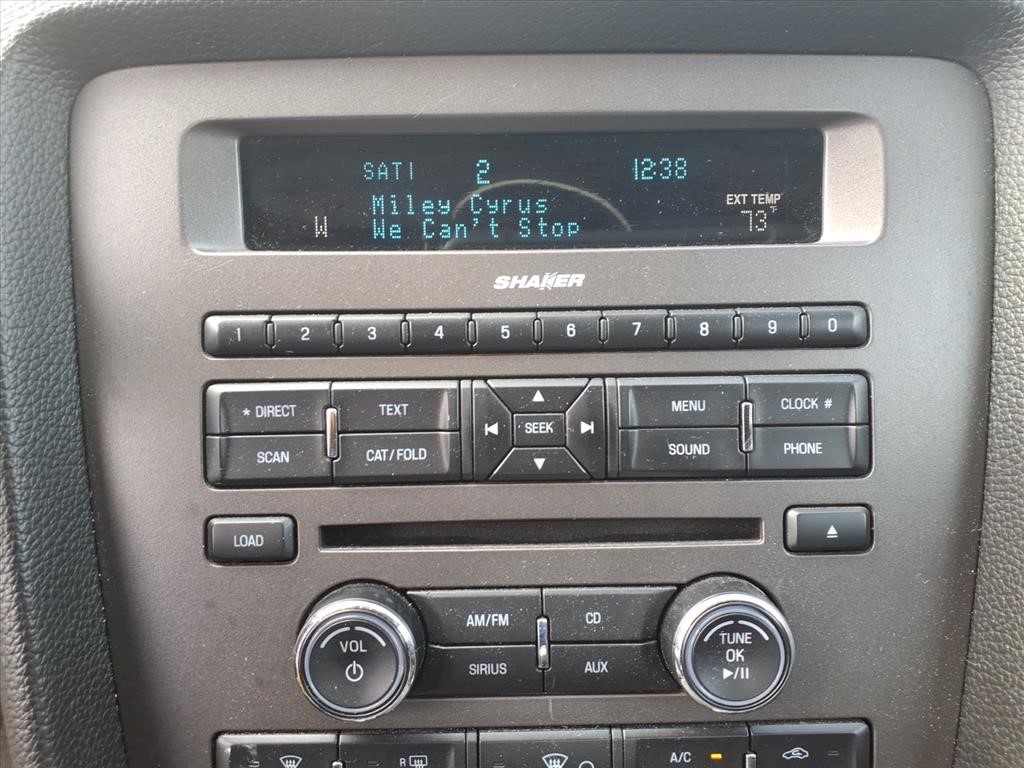 SAT1 2 12:38
Miley Cyrus
EXT TEMP
W We Can't Stop 73°F
SHAKER
1 2 3 4 5 6 7 8 9 0
* DIRECT TEXT MENU CLOCK #
SEEK
SCAN CAT/FOLD SOUND PHONE
LOAD
AM/FM CD
VOL SIRIUS AUX TUNE OK
R A/C